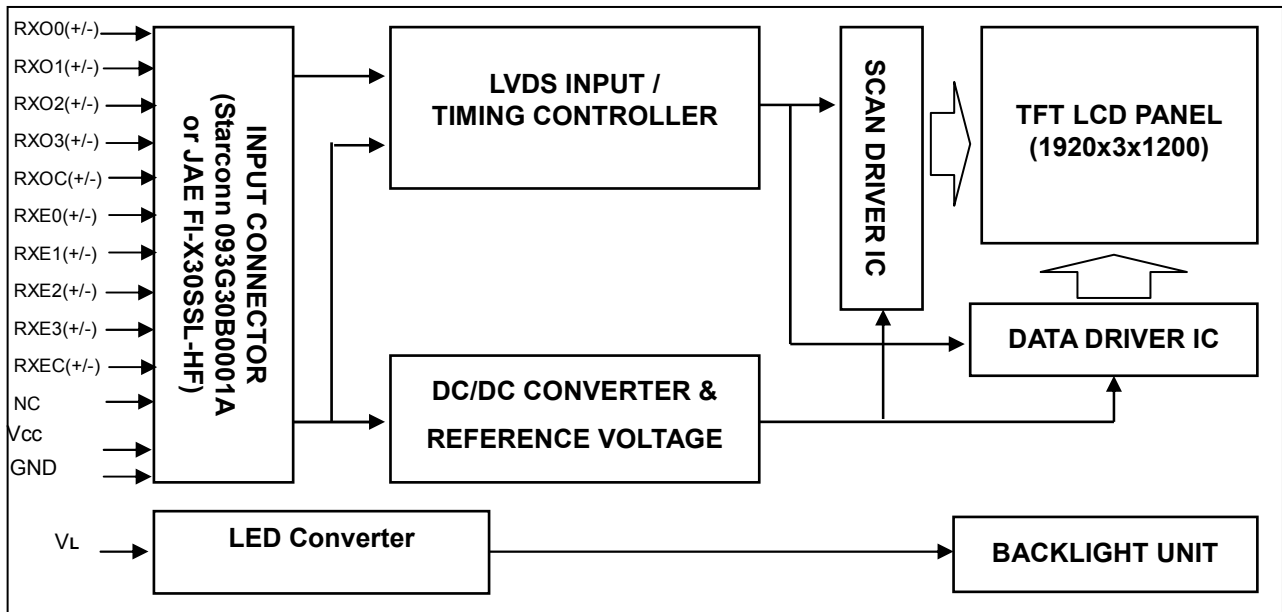 RXO0(+/-)
RXO1(+/-)
RXO2(+/-)
RXO3(+/-)
RXOC(+/-)
RXE0(+/-)
RXE1(+/-)
RXE2(+/-)
RXE3(+/-)
RXEC(+/-)
NC
Vcc
GND
VL
INPUT CONNECTOR
(Starconn 093G30B0001A
or JAE FI-X30SSL-HF)
LVDS INPUT /
TIMING CONTROLLER
DC/DC CONVERTER &
REFERENCE VOLTAGE
LED Converter
SCAN DRIVER IC
TFT LCD PANEL
(1920x3x1200)
DATA DRIVER IC
BACKLIGHT UNIT